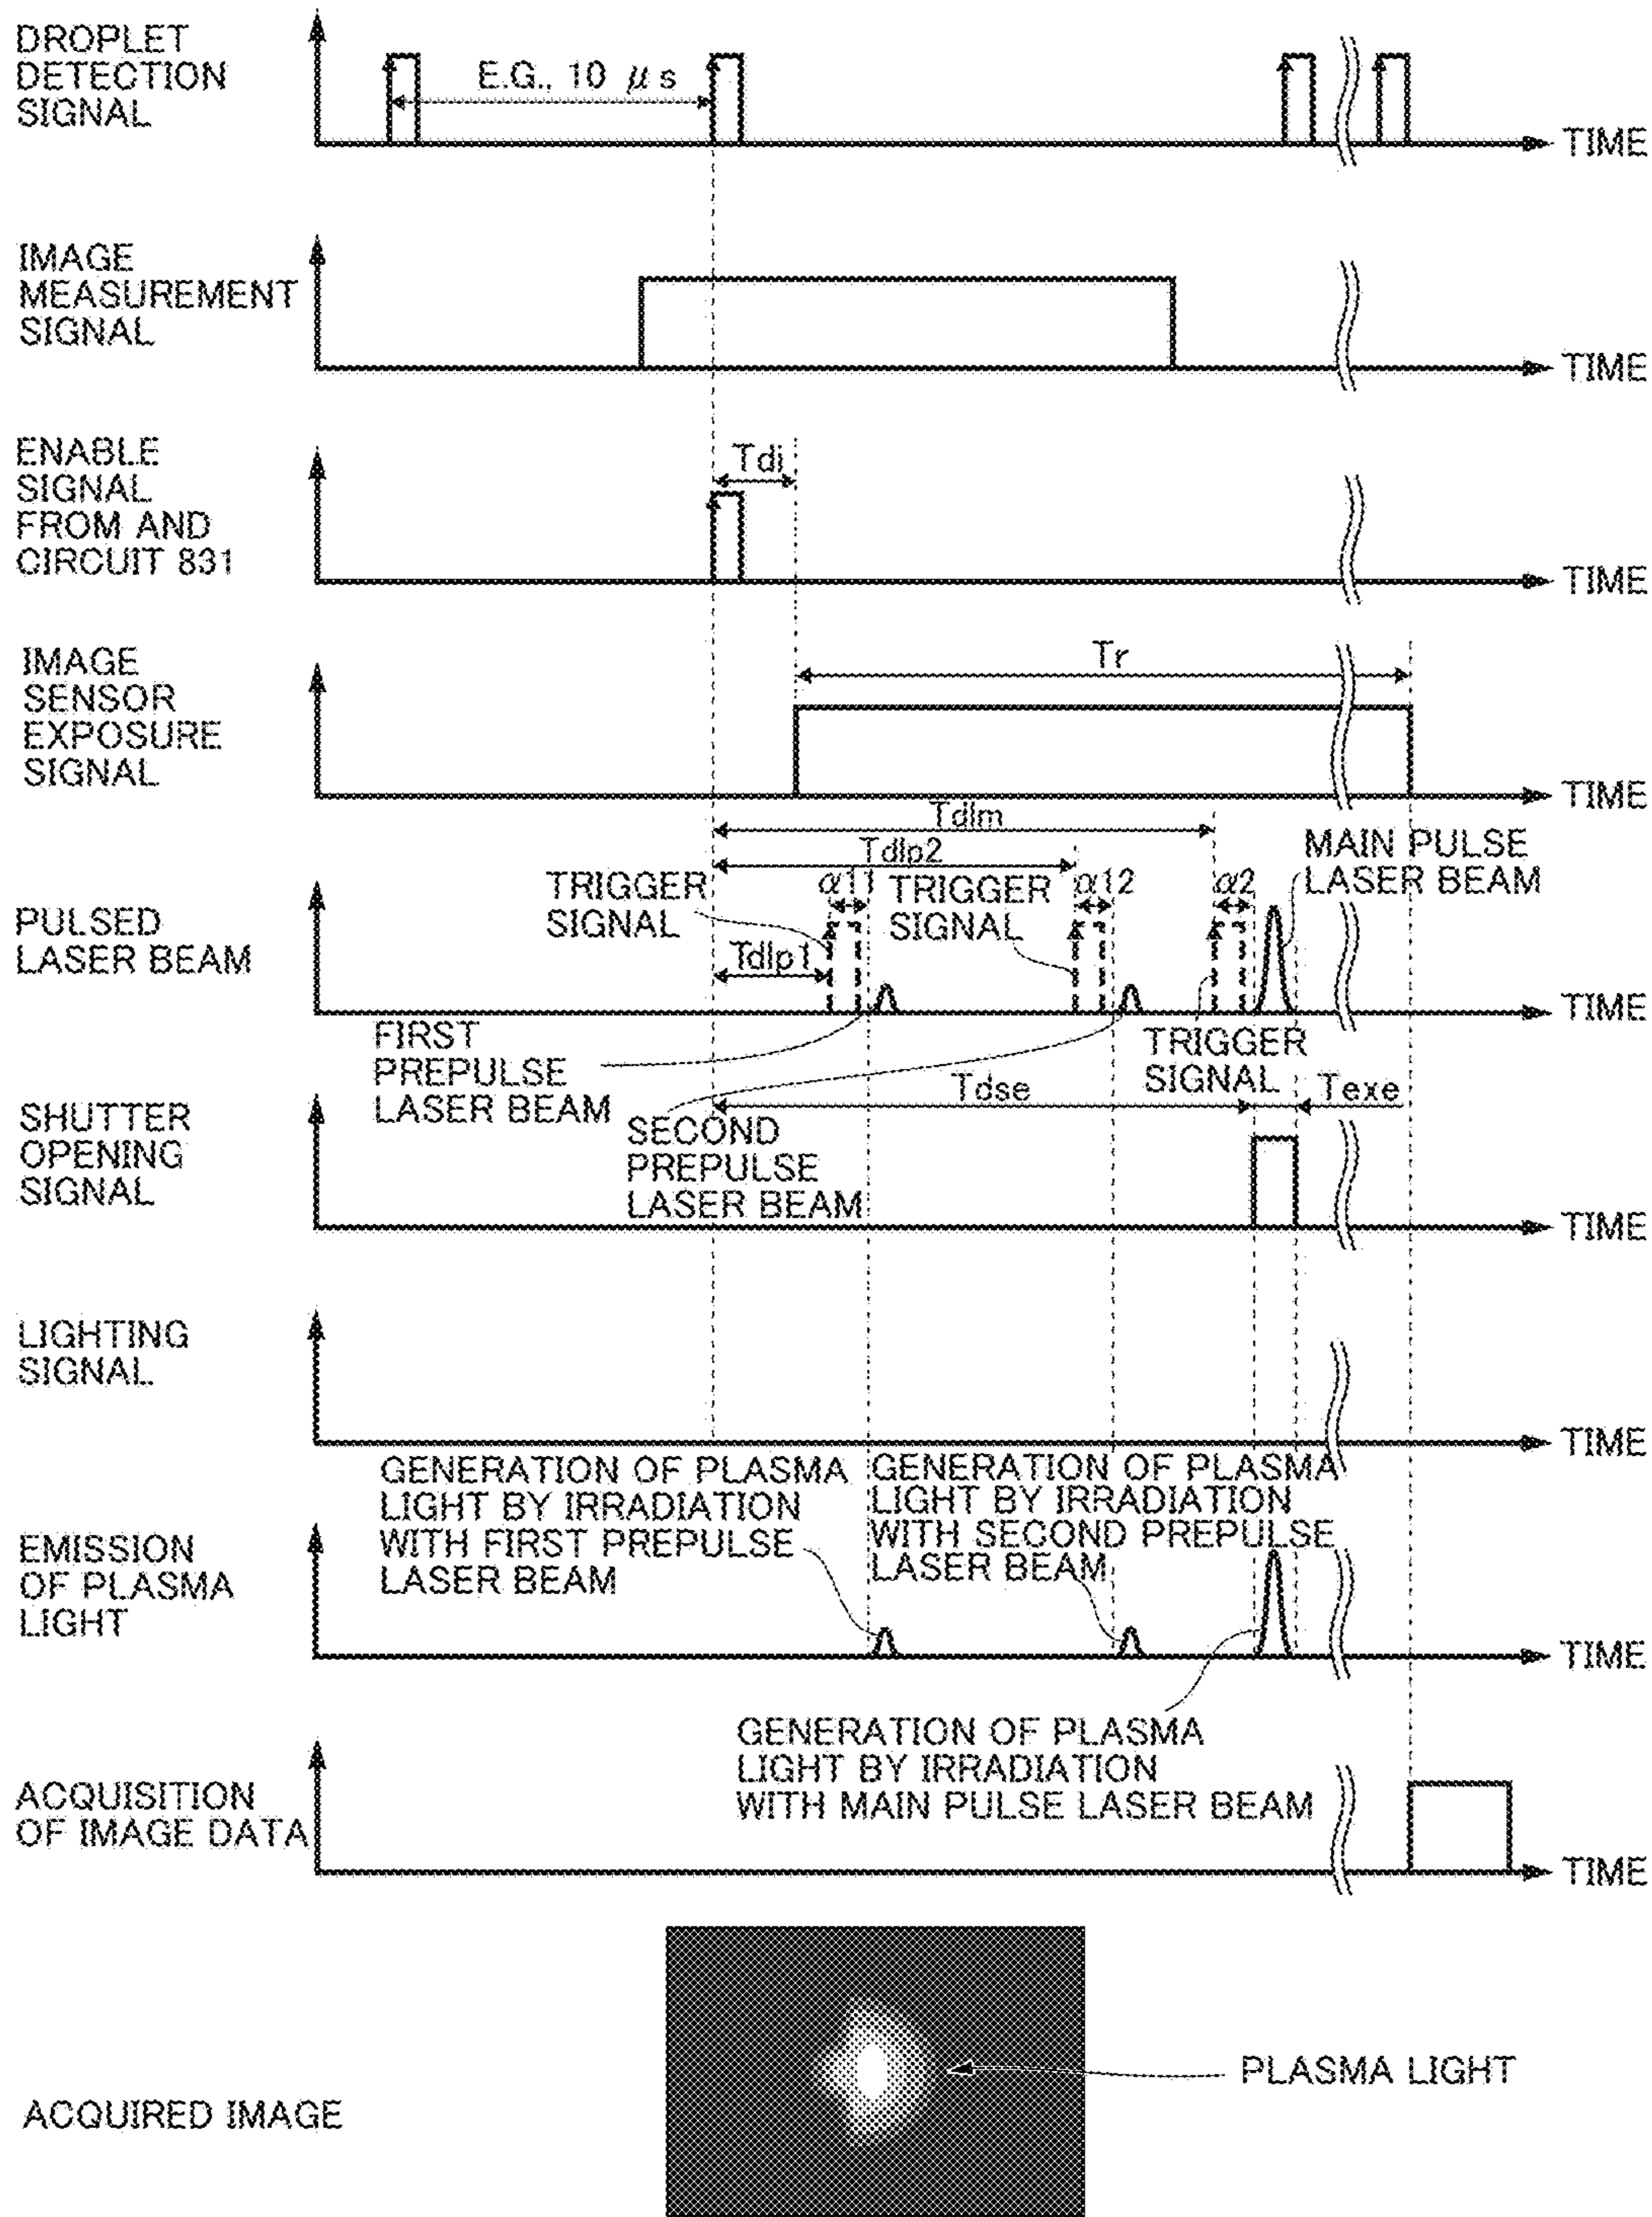 DROPLET
DETECTION
SIGNAL
E.G., 10 μs
TIME
IMAGE
MEASUREMENT
SIGNAL
TIME
ENABLE
SIGNAL
FROM AND
CIRCUIT 831
Tdi
TIME
IMAGE
SENSOR
EXPOSURE
SIGNAL
Tr
TIME
PULSED
LASER BEAM
Tdlm
Tdlp2
TRIGGER
SIGNAL
α11
TRIGGER
SIGNAL
α12
α2
MAIN PULSE
LASER BEAM
Tdlp1
TIME
FIRST
PREPULSE
LASER BEAM
TRIGGER
SIGNAL
SHUTTER
OPENING
SIGNAL
Tdse
Texe
SECOND
PREPULSE
LASER BEAM
TIME
LIGHTING
SIGNAL
TIME
EMISSION
OF PLASMA
LIGHT
GENERATION OF PLASMA
LIGHT BY IRRADIATION
WITH FIRST PREPULSE
LASER BEAM
GENERATION OF PLASMA
LIGHT BY IRRADIATION
WITH SECOND PREPULSE
LASER BEAM
TIME
GENERATION OF PLASMA
LIGHT BY IRRADIATION
WITH MAIN PULSE LASER BEAM
ACQUISITION
OF IMAGE DATA
TIME
PLASMA LIGHT
ACQUIRED IMAGE